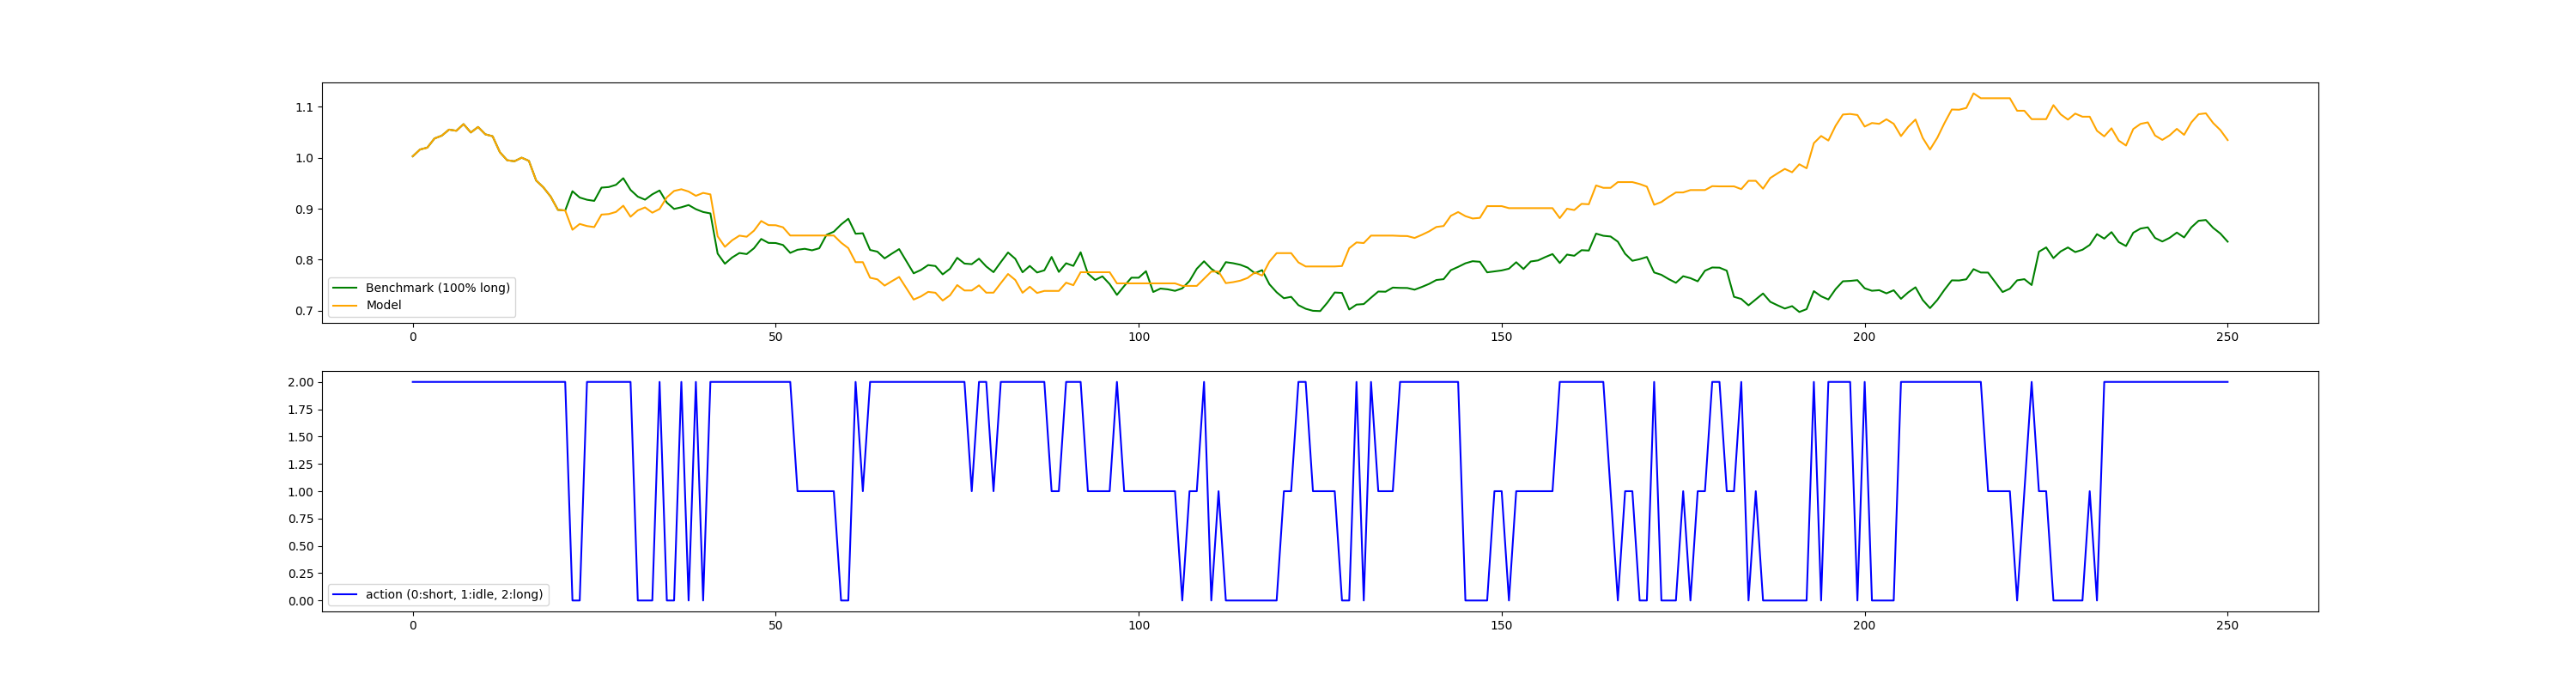 1.1
1.0
0.9
0.8
0.7
Benchmark (100% long)
Model
0 50 100 150 200 250
2.00
1.75
1.50
1.25
1.00
0.75
0.50
0.25
0.00
action (0:short, 1:idle, 2:long)
0 50 100 150 200 250